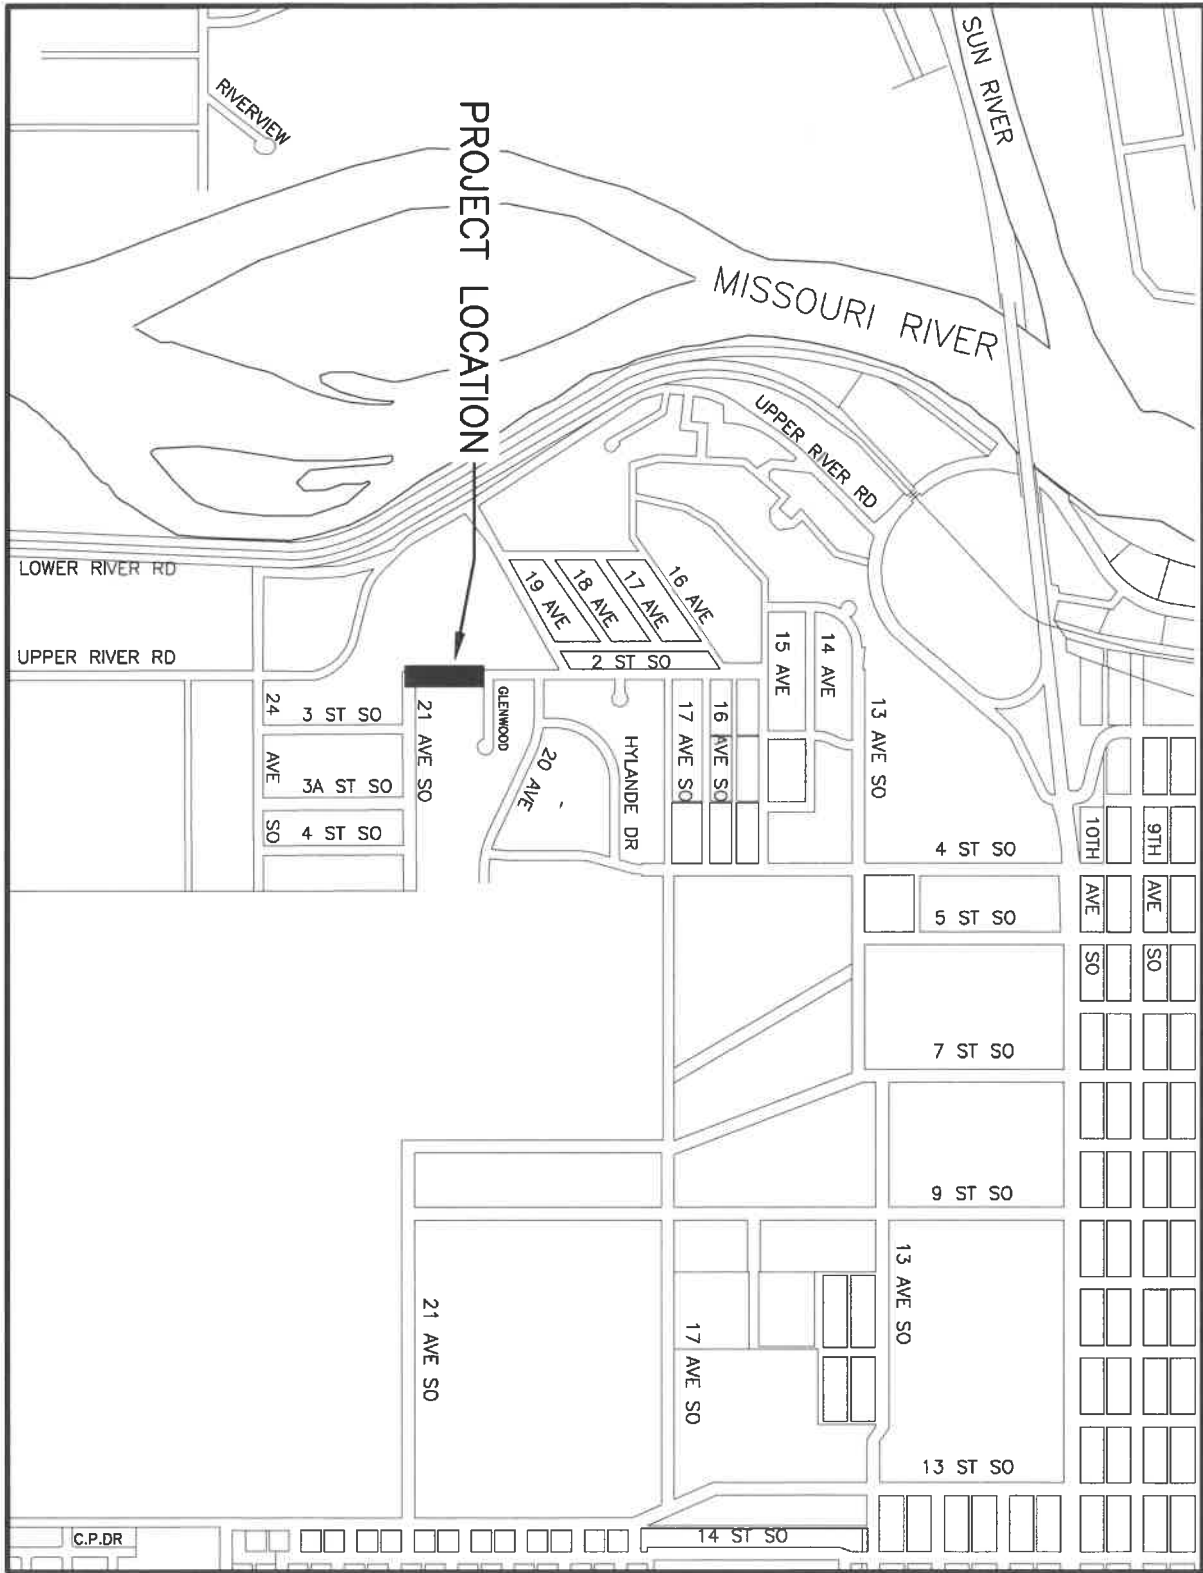 SUN RIVER
RIVERVIEW
PROJECT LOCATION
MISSOURI RIVER
UPPER RIVER RD
LOWER RIVER RD
UPPER RIVER RD
19 AVE
18 AVE
17 AVE
16 AVE
2 ST SO
15 AVE
14 AVE
13 AVE SO
GLENWOOD
21 AVE SO
24 AVE SO
3 ST SO
3A ST SO
4 ST SO
20 AVE
HYLANDE DR
17 AVE SO
16 AVE SO
10TH AVE SO
9TH AVE SO
4 ST SO
5 ST SO
7 ST SO
9 ST SO
13 AVE SO
21 AVE SO
17 AVE SO
13 ST SO
14 ST SO
C.P.DR